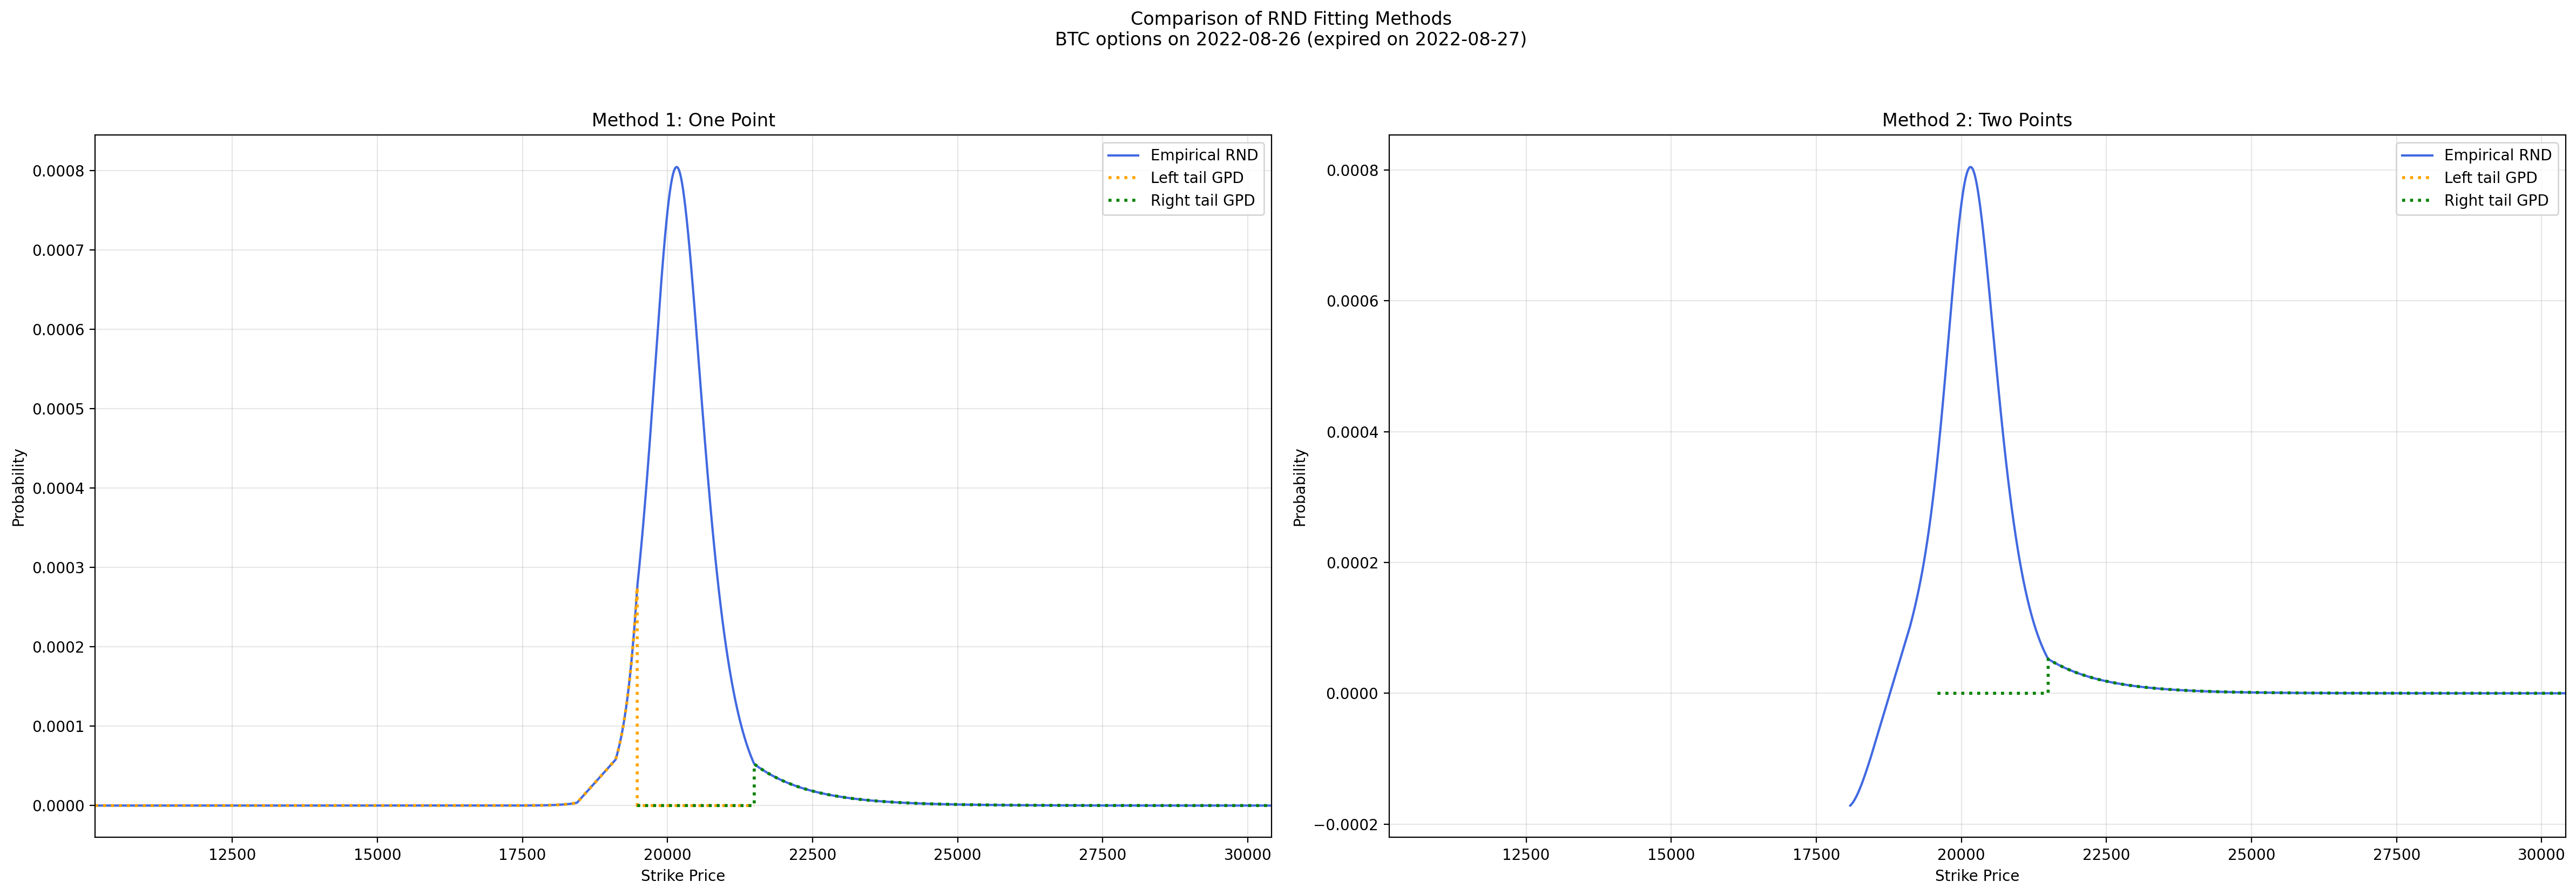 Comparison of RND Fitting Methods
BTC options on 2022-08-26 (expired on 2022-08-27)
Method 1: One Point
Empirical RND
Left tail GPD
Right tail GPD
0.0008
0.0007
0.0006
0.0005
0.0004
0.0003
0.0002
0.0001
0.0000
Probability
12500 15000 17500 20000 22500 25000 27500 30000
Strike Price
Method 2: Two Points
Empirical RND
Left tail GPD
Right tail GPD
0.0008
0.0006
0.0004
0.0002
0.0000
−0.0002
Probability
12500 15000 17500 20000 22500 25000 27500 30000
Strike Price